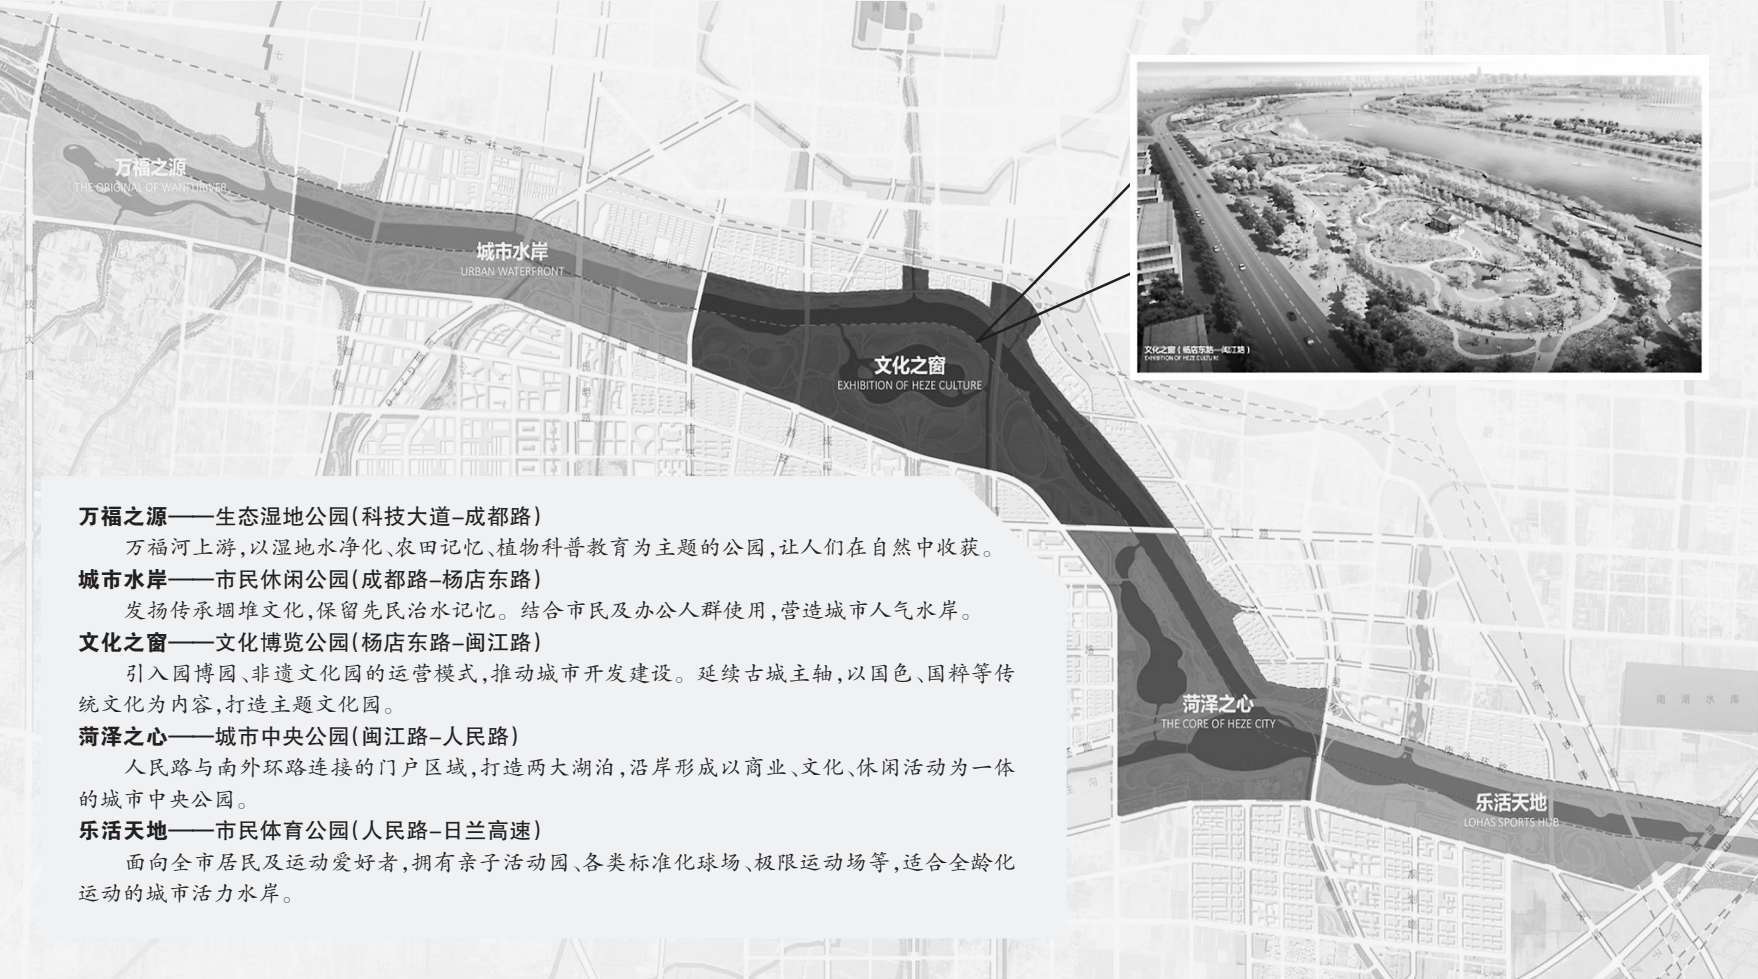 万福之源
THE ORIGINAL OF WANFURIVER
城市水岸
URBAN WATERFRONT
文化之窗
EXHIBITION OF HEZE CULTURE
文化之窗（杨店东路—闽江路）
EXHIBITION OF HEZE CULTURE
菏泽之心
THE CORE OF HEZE CITY
乐活天地
LOHAS SPORTS HUB
南湖水库
七里河
科技大道
万福之源——生态湿地公园(科技大道–成都路)
万福河上游,以湿地水净化、农田记忆、植物科普教育为主题的公园,让人们在自然中收获。
城市水岸——市民休闲公园(成都路–杨店东路)
发扬传承堌堆文化,保留先民治水记忆。结合市民及办公人群使用,营造城市人气水岸。
文化之窗——文化博览公园(杨店东路–闽江路)
引入园博园、非遗文化园的运营模式,推动城市开发建设。延续古城主轴,以国色、国粹等传
统文化为内容,打造主题文化园。
菏泽之心——城市中央公园(闽江路–人民路)
人民路与南外环路连接的门户区域,打造两大湖泊,沿岸形成以商业、文化、休闲活动为一体
的城市中央公园。
乐活天地——市民体育公园(人民路–日兰高速)
面向全市居民及运动爱好者,拥有亲子活动园、各类标准化球场、极限运动场等,适合全龄化
运动的城市活力水岸。